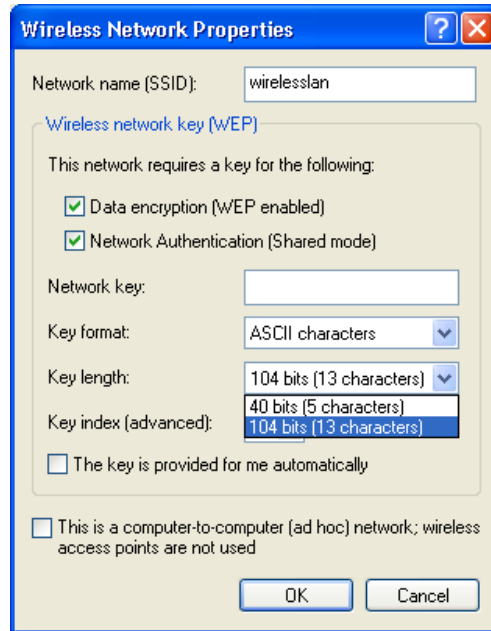 Wireless Network Properties
Network name (SSID): wirelesslan
Wireless network key (WEP)
This network requires a key for the following:
Data encryption (WEP enabled)
Network Authentication (Shared mode)
Network key:
Key format: ASCII characters
Key length: 104 bits (13 characters)
40 bits (5 characters)
104 bits (13 characters)
Key index (advanced):
The key is provided for me automatically
This is a computer-to-computer (ad hoc) network; wireless
access points are not used
OK Cancel